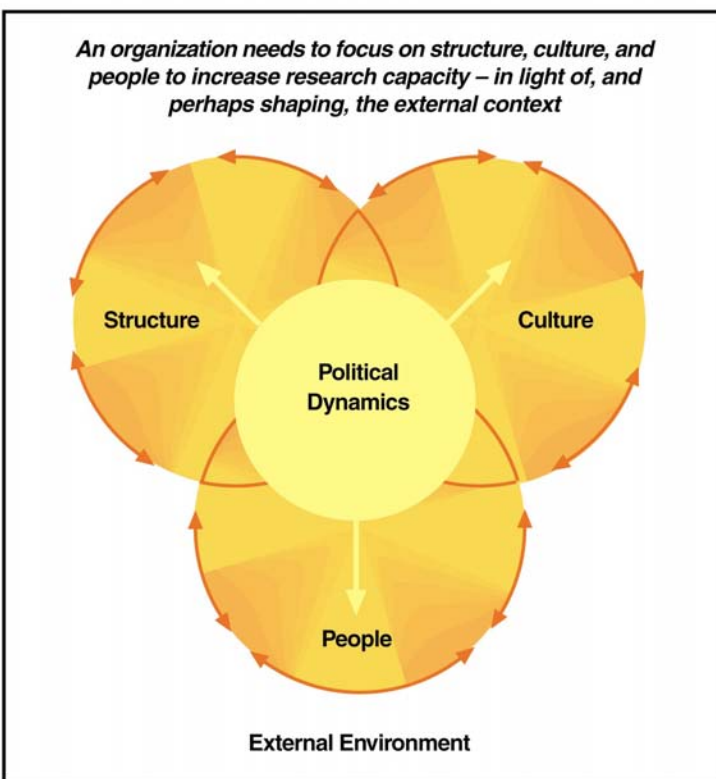 An organization needs to focus on structure, culture, and
people to increase research capacity – in light of, and
perhaps shaping, the external context
Structure
Culture
Political
Dynamics
People
External Environment